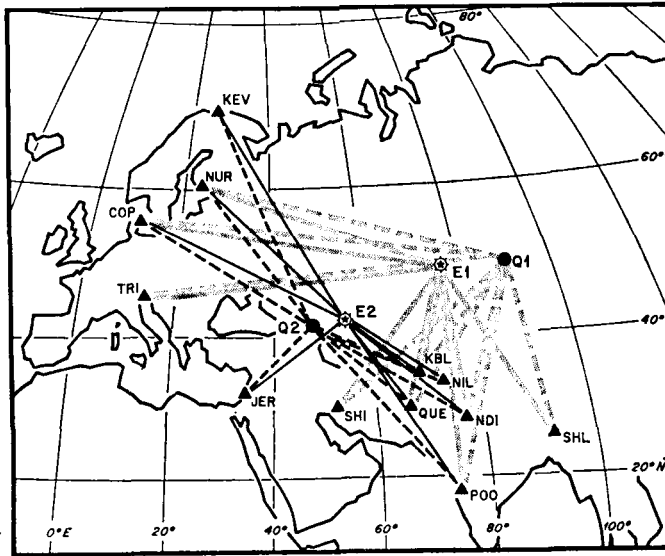 80°
KEV
60°
NUR
COP
Q1
E1
TRI
E2
Q2
40°
KBL
NIL
JER
SHI
QUE
NDI
SHL
20°N
POO
0°E
20°
40°
60°
80°
100°